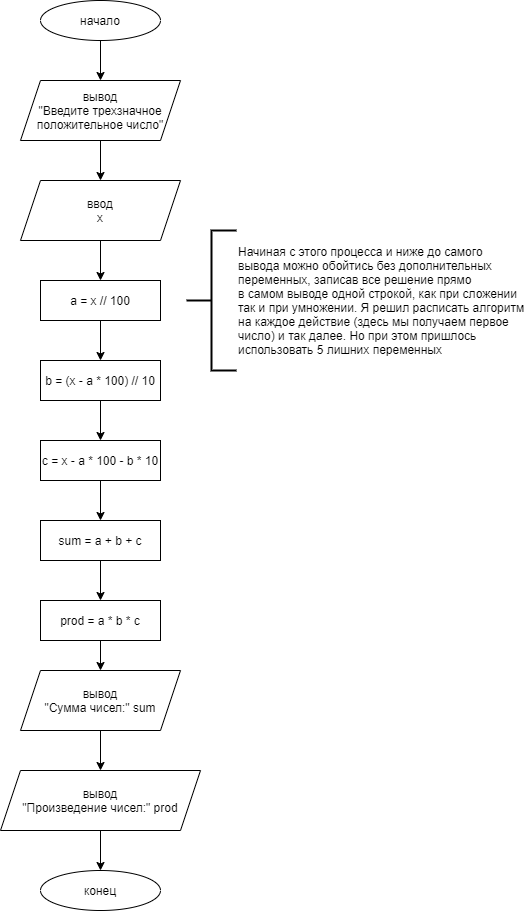 начало
вывод
"Введите трехзначное
положительное число"
ввод
x
Начиная с этого процесса и ниже до самого
вывода можно обойтись без дополнительных
переменных, записав все решение прямо
в самом выводе одной строкой, как при сложении
так и при умножении. Я решил расписать алгоритм
на каждое действие (здесь мы получаем первое
число) и так далее. Но при этом пришлось
использовать 5 лишних переменных
a = x // 100
b = (x - a * 100) // 10
c = x - a * 100 - b * 10
sum = a + b + c
prod = a * b * c
вывод
"Сумма чисел:" sum
вывод
"Произведение чисел:" prod
конец